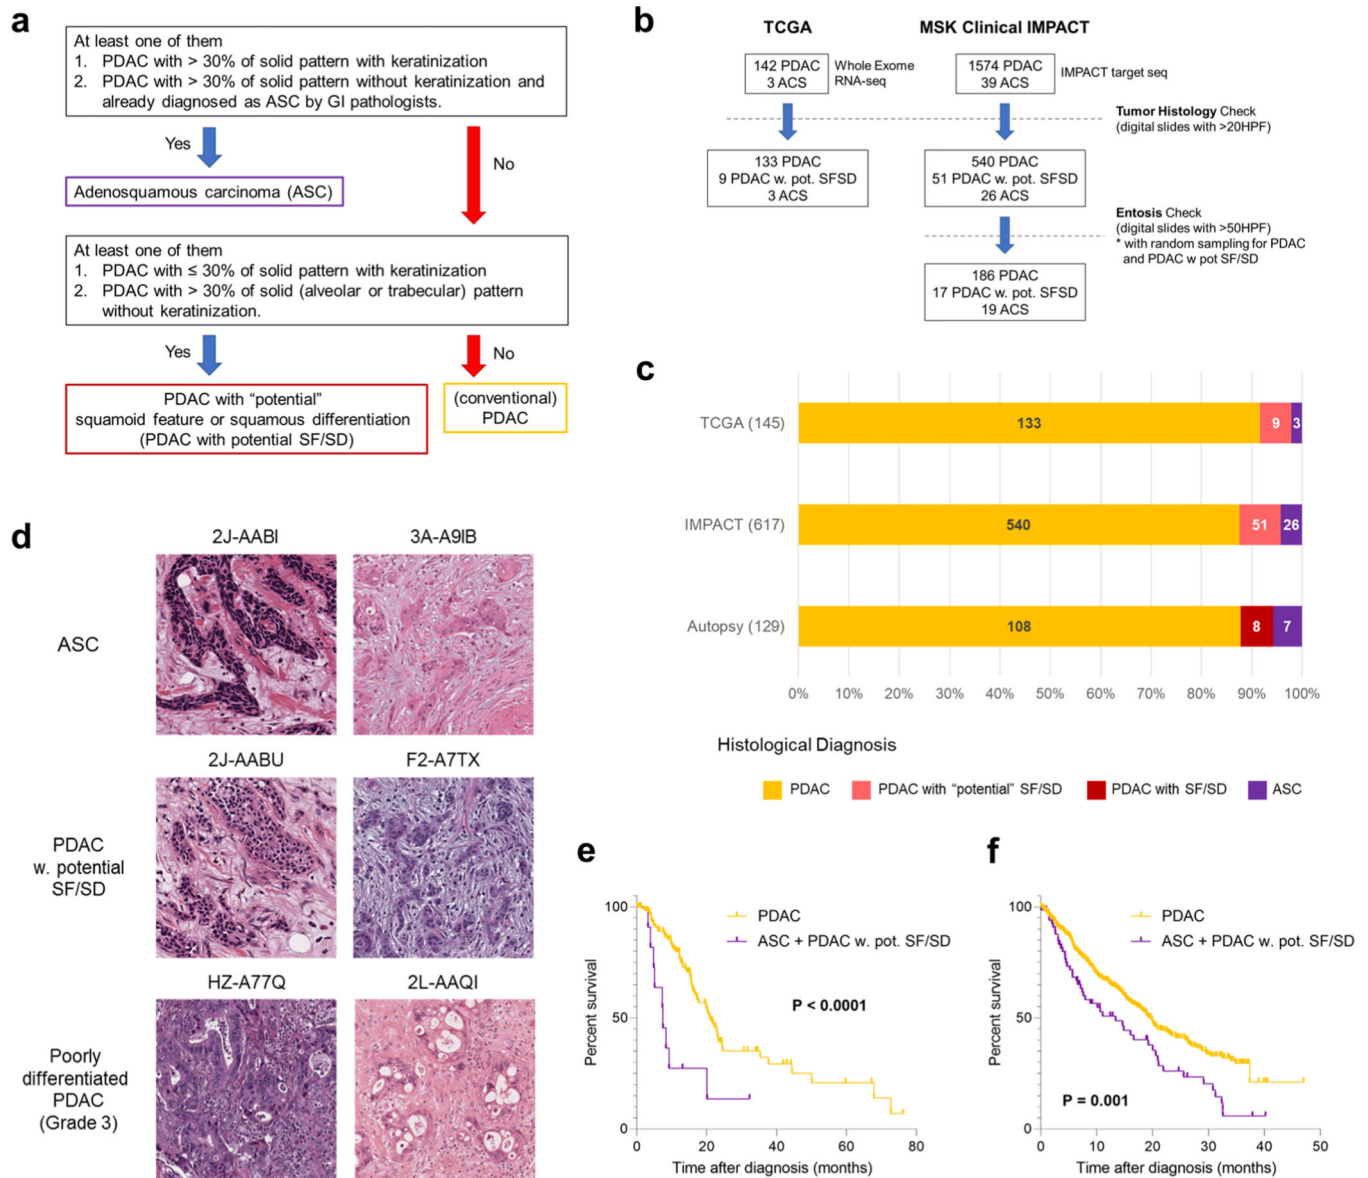 a
At least one of them
1. PDAC with > 30% of solid pattern with keratinization
2. PDAC with > 30% of solid pattern without keratinization and
already diagnosed as ASC by GI pathologists.
Yes
No
Adenosquamous carcinoma (ASC)
At least one of them
1. PDAC with ≤ 30% of solid pattern with keratinization
2. PDAC with > 30% of solid (alveolar or trabecular) pattern
without keratinization.
Yes
No
PDAC with “potential”
squamoid feature or squamous differentiation
(PDAC with potential SF/SD)
(conventional)
PDAC
b
TCGA
MSK Clinical IMPACT
142 PDAC
3 ACS
Whole Exome
RNA-seq
1574 PDAC
39 ACS
IMPACT target seq
Tumor Histology Check
(digital slides with >20HPF)
133 PDAC
9 PDAC w. pot. SFSD
3 ACS
540 PDAC
51 PDAC w. pot. SFSD
26 ACS
Entosis Check
(digital slides with >50HPF)
* with random sampling for PDAC
and PDAC w pot SF/SD
186 PDAC
17 PDAC w. pot. SFSD
19 ACS
c
TCGA (145)
133
9
3
IMPACT (617)
540
51
26
Autopsy (129)
108
8
7
0% 10% 20% 30% 40% 50% 60% 70% 80% 90% 100%
Histological Diagnosis
PDAC
PDAC with “potential” SF/SD
PDAC with SF/SD
ASC
d
2J-AABI
3A-A9IB
ASC
2J-AABU
F2-A7TX
PDAC
w. potential
SF/SD
HZ-A77Q
2L-AAQI
Poorly
differentiated
PDAC
(Grade 3)
e
Percent survival
100
50
0
PDAC
ASC + PDAC w. pot. SF/SD
P < 0.0001
0 20 40 60 80
Time after diagnosis (months)
f
Percent survival
100
50
0
PDAC
ASC + PDAC w. pot. SF/SD
P = 0.001
0 10 20 30 40 50
Time after diagnosis (months)